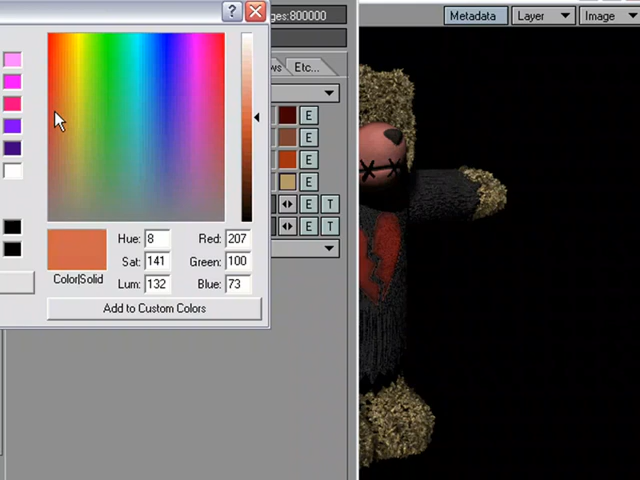 ?
ges:800000
Metadata
Layer
Image
ws
Etc...
E
E
E
E
E T
E T
Hue: 8
Red: 207
Sat: 141
Green: 100
Lum: 132
Blue: 73
Color|Solid
Add to Custom Colors